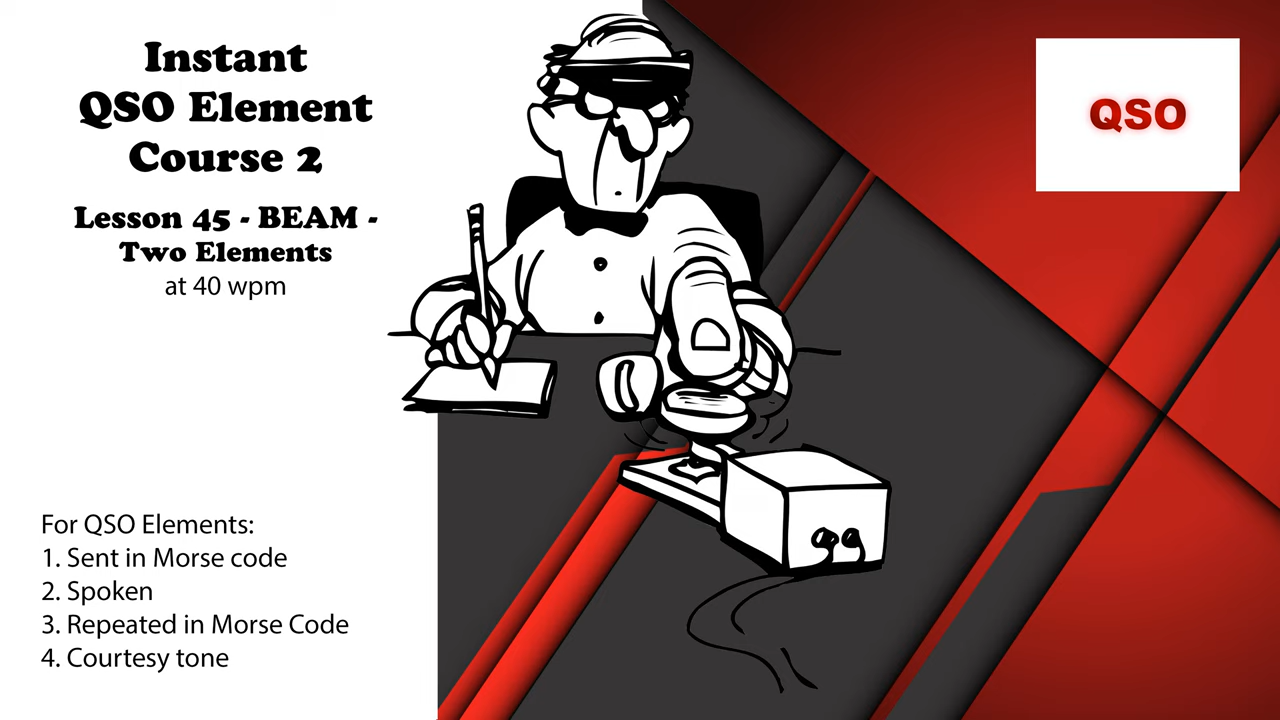 Instant
QSO Element
Course 2
Lesson 45 - BEAM -
Two Elements
at 40 wpm
QSO
For QSO Elements:
1. Sent in Morse code
2. Spoken
3. Repeated in Morse Code
4. Courtesy tone